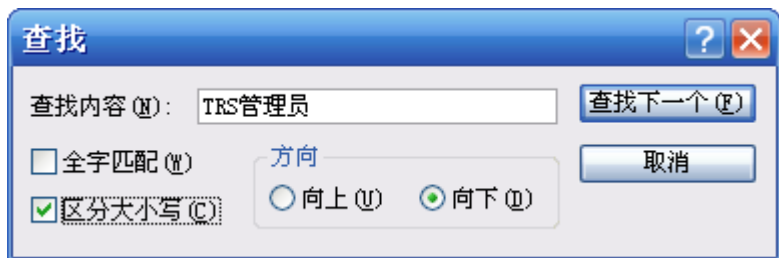 查找
查找内容(N): TRS管理员 查找下一个(F)
全字匹配(W) 方向 取消
区分大小写(C) 向上(U) 向下(D)